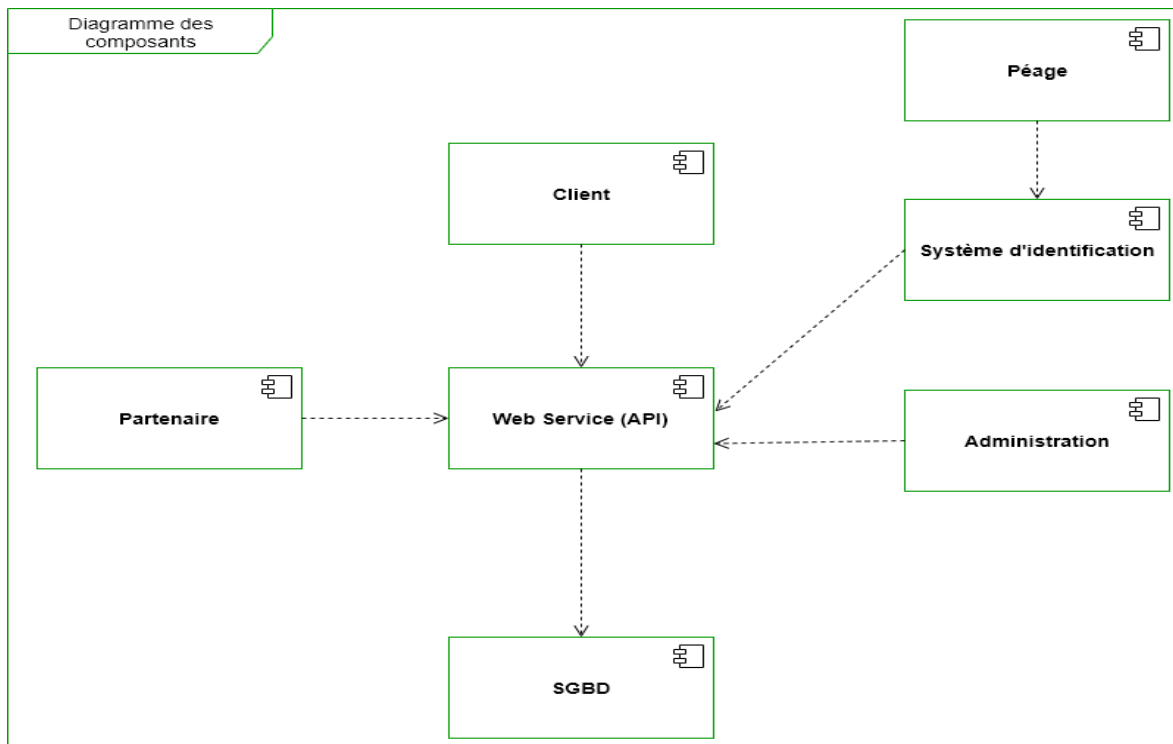 Diagramme des
composants
Péage
Client
Système d'identification
Partenaire
Web Service (API)
Administration
SGBD